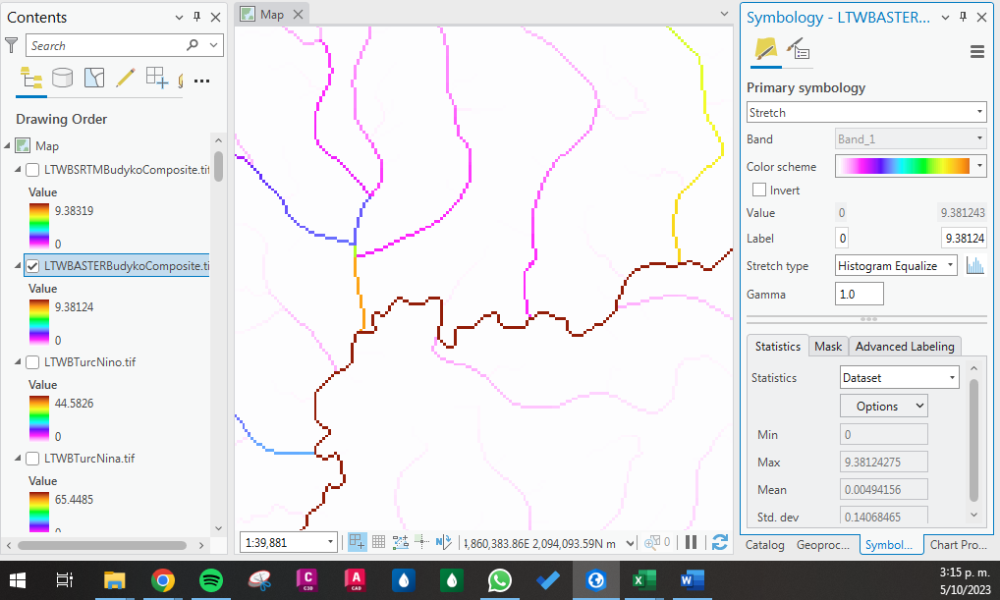 Contents
Search
Drawing Order
Map
LTWBSRTMBudykoComposite.tif
Value
9.38319
0
LTWBASTERBudykoComposite.ti
Value
9.38124
0
LTWBTurcNino.tif
Value
44.5826
0
LTWBTurcNina.tif
Value
65.4485
0
Map
1:39,881
4,860,383.86E 2,094,093.59N m
0
Symbology - LTWBASTER...
Primary symbology
Stretch
Band
Band_1
Color scheme
Invert
Value
0
9.381243
Label
0
9.38124
Stretch type
Histogram Equalize
Gamma
1.0
Statistics
Mask
Advanced Labeling
Statistics
Dataset
Options
Min
0
Max
9.38124275
Mean
0.00494156
Std. dev
0.14068465
Catalog
Geoproc...
Symbol...
Chart Pro...
C
C3D
A
CAD
X
W
3:15 p. m.
5/10/2023